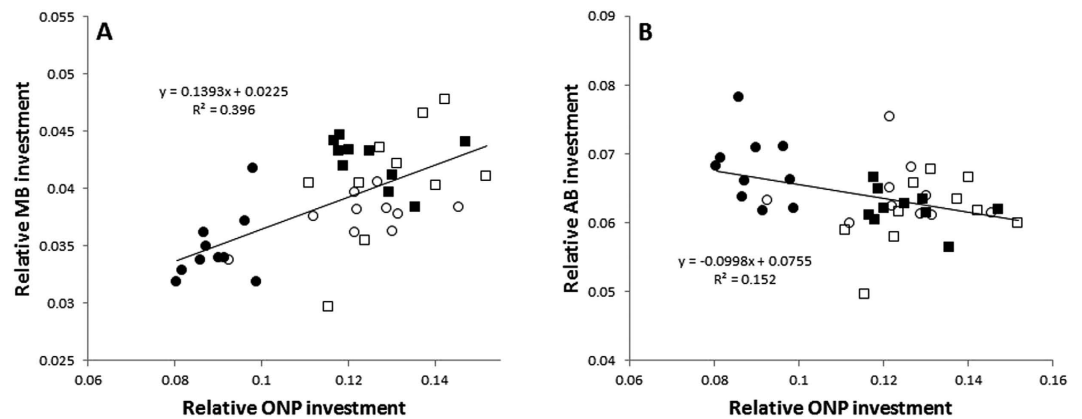 A
0.055
0.05
0.045
0.04
0.035
0.03
0.025
Relative MB investment
y = 0.1393x + 0.0225
R² = 0.396
0.06
0.08
0.1
0.12
0.14
Relative ONP investment
B
0.09
0.08
0.07
0.06
0.05
0.04
Relative AB investment
y = -0.0998x + 0.0755
R² = 0.152
0.06
0.08
0.1
0.12
0.14
0.16
Relative ONP investment